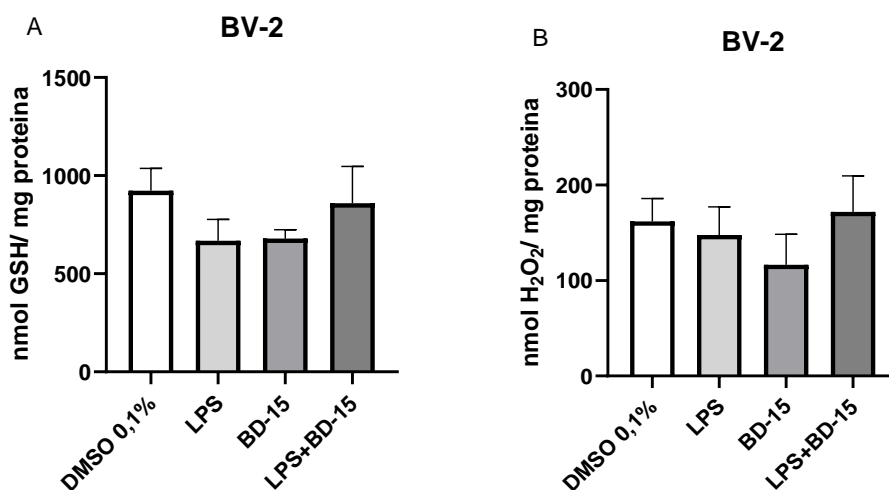 A
BV-2
nmol GSH/ mg proteina
1500
1000
500
0
DMSO 0,1%
LPS
BD-15
LPS+BD-15
B
BV-2
nmol H₂O₂/ mg proteina
300
200
100
0
DMSO 0,1%
LPS
BD-15
LPS+BD-15